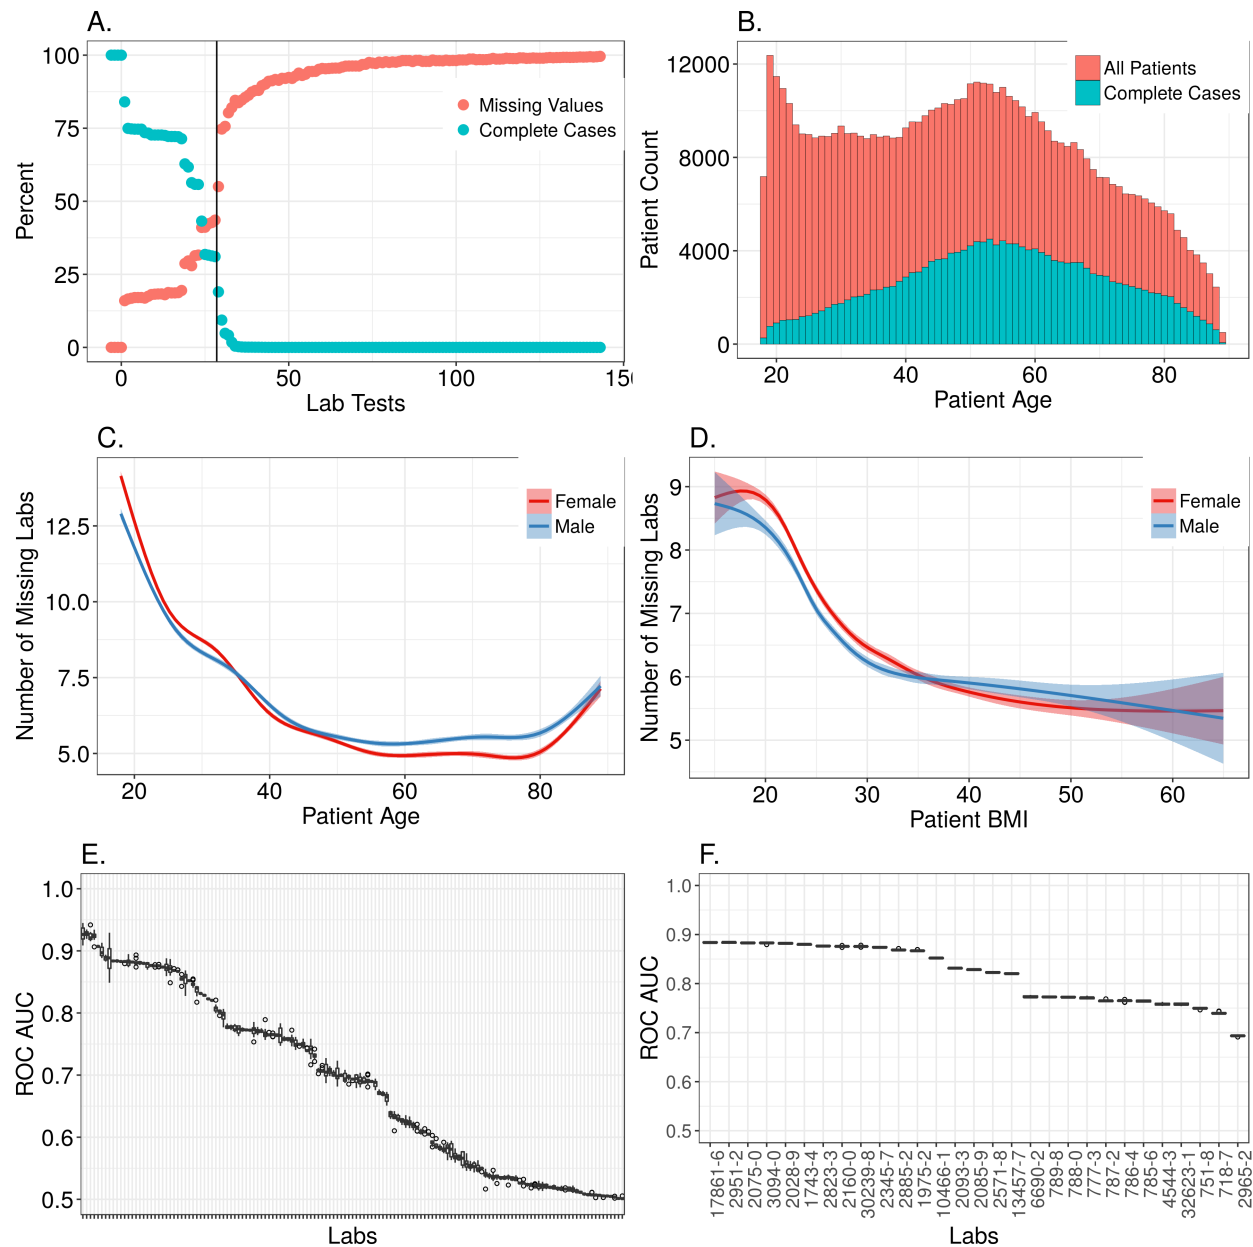 A.
100
75
50
25
0
Percent
Missing Values
Complete Cases
0
50
100
Lab Tests
B.
12000
8000
4000
0
Patient Count
All Patients
Complete Cases
20
40
60
80
Patient Age
C.
12.5
10.0
7.5
5.0
Number of Missing Labs
Female
Male
20
40
60
80
Patient Age
D.
9
8
7
6
5
Number of Missing Labs
Female
Male
20
30
40
50
60
Patient BMI
E.
1.0
0.9
0.8
0.7
0.6
0.5
ROC AUC
Labs
F.
1.0
0.9
0.8
0.7
0.6
0.5
ROC AUC
17861-6
2951-2
2075-0
3094-0
2028-9
1743-4
2823-3
2160-0
30239-8
2345-7
2885-2
1975-2
10466-1
2093-3
2085-9
2571-8
13457-7
6690-2
789-8
788-0
777-3
787-2
786-4
785-6
4544-3
32623-1
751-8
718-7
2965-2
Labs